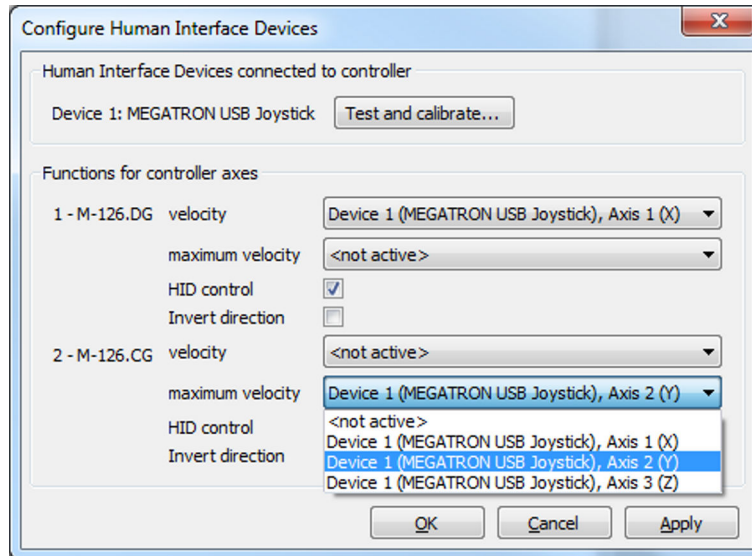 Configure Human Interface Devices
Human Interface Devices connected to controller
Device 1: MEGATRON USB Joystick Test and calibrate...
Functions for controller axes
1 - M-126.DG velocity Device 1 (MEGATRON USB Joystick), Axis 1 (X)
maximum velocity <not active>
HID control
Invert direction
2 - M-126.CG velocity <not active>
maximum velocity Device 1 (MEGATRON USB Joystick), Axis 2 (Y)
HID control <not active>
Device 1 (MEGATRON USB Joystick), Axis 1 (X)
Invert direction Device 1 (MEGATRON USB Joystick), Axis 2 (Y)
Device 1 (MEGATRON USB Joystick), Axis 3 (Z)
OK Cancel Apply